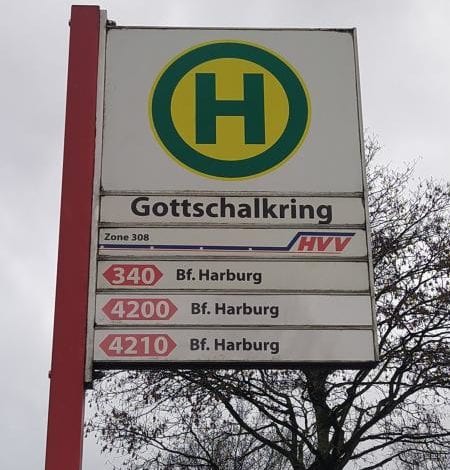 H
Gottschalkring
Zone 308 HVV
340 Bf. Harburg
4200 Bf. Harburg
4210 Bf. Harburg